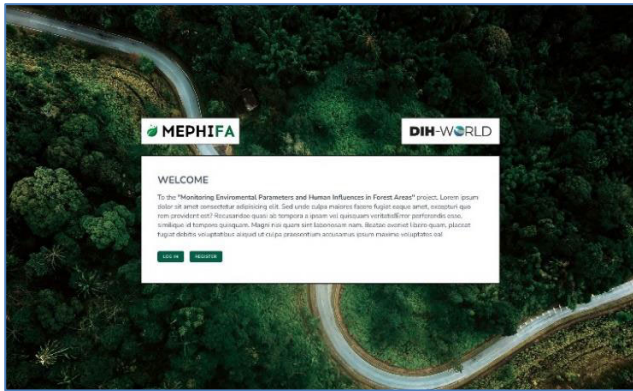 MEPHIFA
DIH-WORLD
WELCOME
To the "Monitoring Enviromental Parameters and Human Influences in Forest Areas" project. Lorem ipsum
dolor sit amet consectetur adipisicing elit. Sed unde culpa maiores facere fugiat eaque amet, excepturi quo
rem provident est? Recusandae quasi ab tempora a ipsam vel quisquam
perferendis esse,
similique id tempora quisquam. Magni nus quam sint laboriosam nam. Beatae eveniet libero quam, placeat
fugiat debitis voluptatibus aliquid ut culpa praesentium accusamus ipsum maxime voluptates ea!
LOG IN
REGISTER